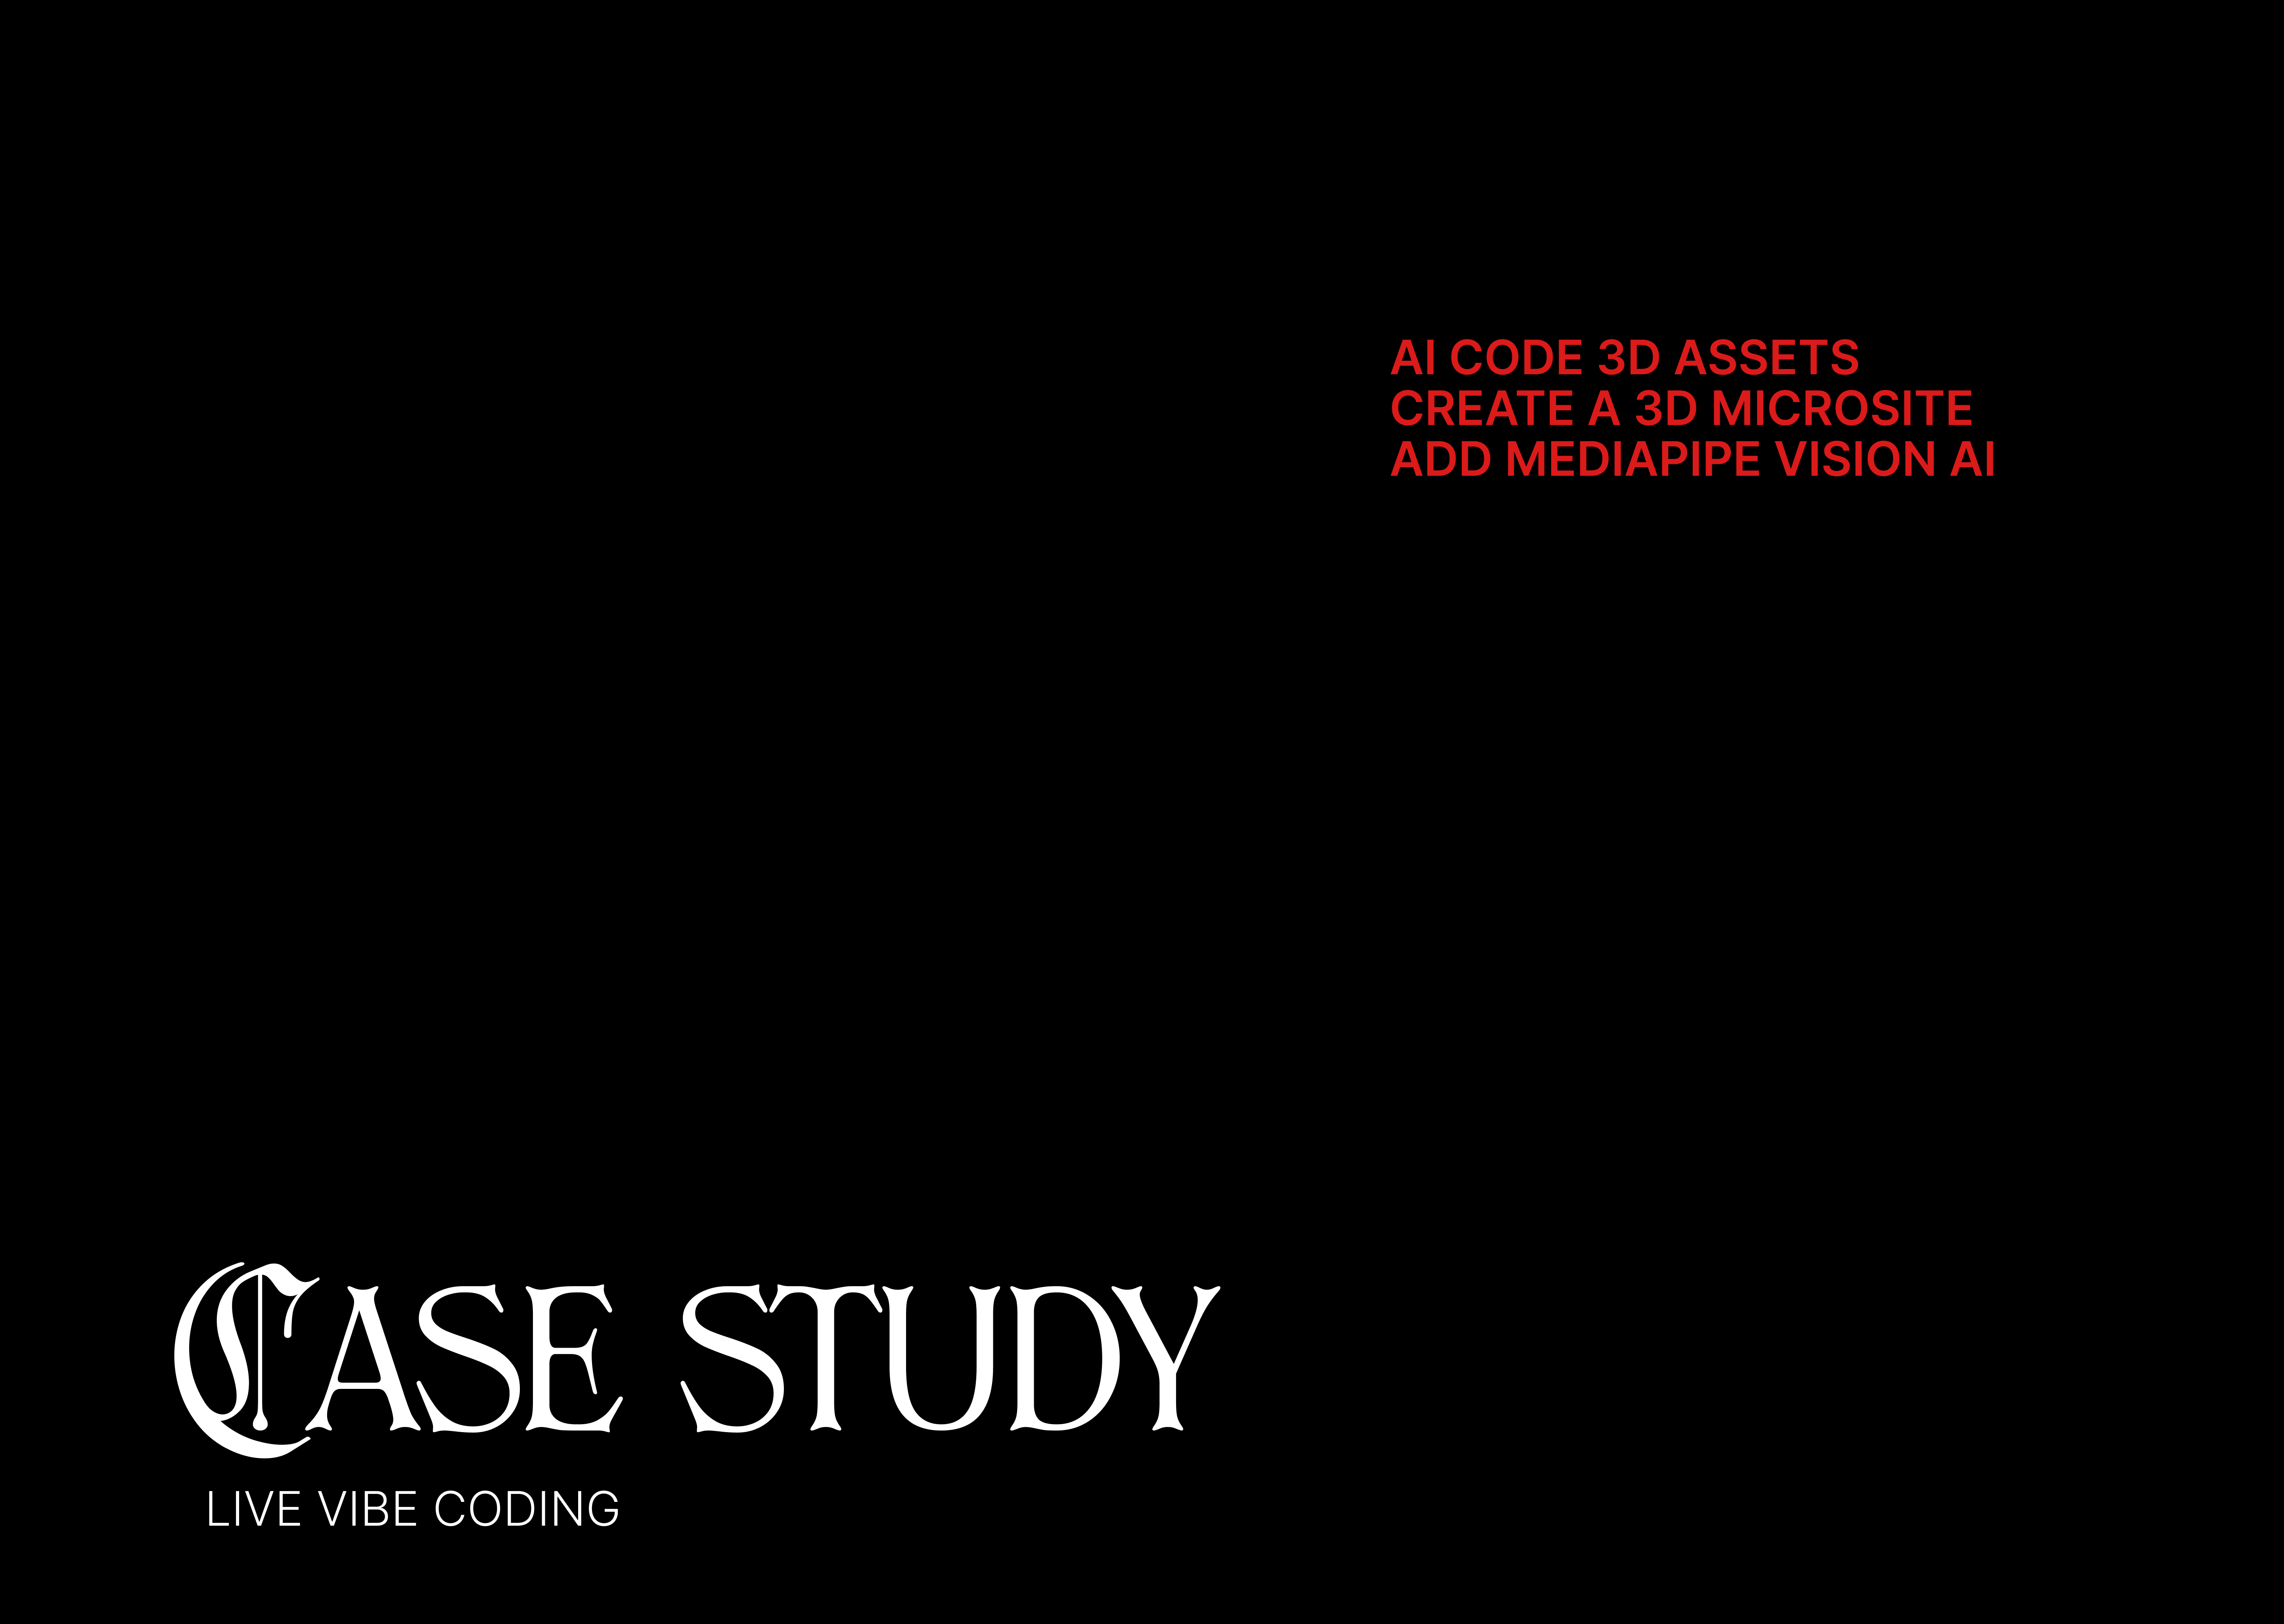 AI CODE 3D ASSETS
CREATE A 3D MICROSITE
ADD MEDIAPIPE VISION AI
CASE STUDY
LIVE VIBE CODING